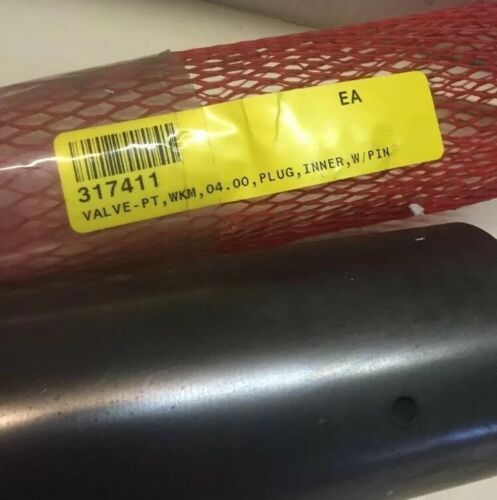 EA
317411
VALVE-PT,WKM,04.00,PLUG,INNER,W/PIN